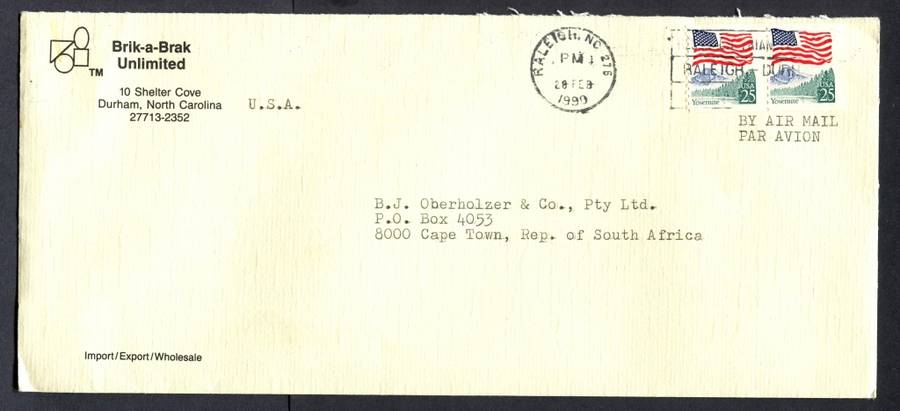 Brik-a-Brak
Unlimited
TM
10 Shelter Cove
Durham, North Carolina
27713-2352
U.S.A.
RALEIGH, NC 276
PM
28 FEB
1990
RALEIGH - DUR
Yosemite USA 25
Yosemite USA 25
BY AIR MAIL
PAR AVION
B.J. Oberholzer & Co., Pty Ltd.
P.O. Box 4053
8000 Cape Town, Rep. of South Africa
Import/Export/Wholesale